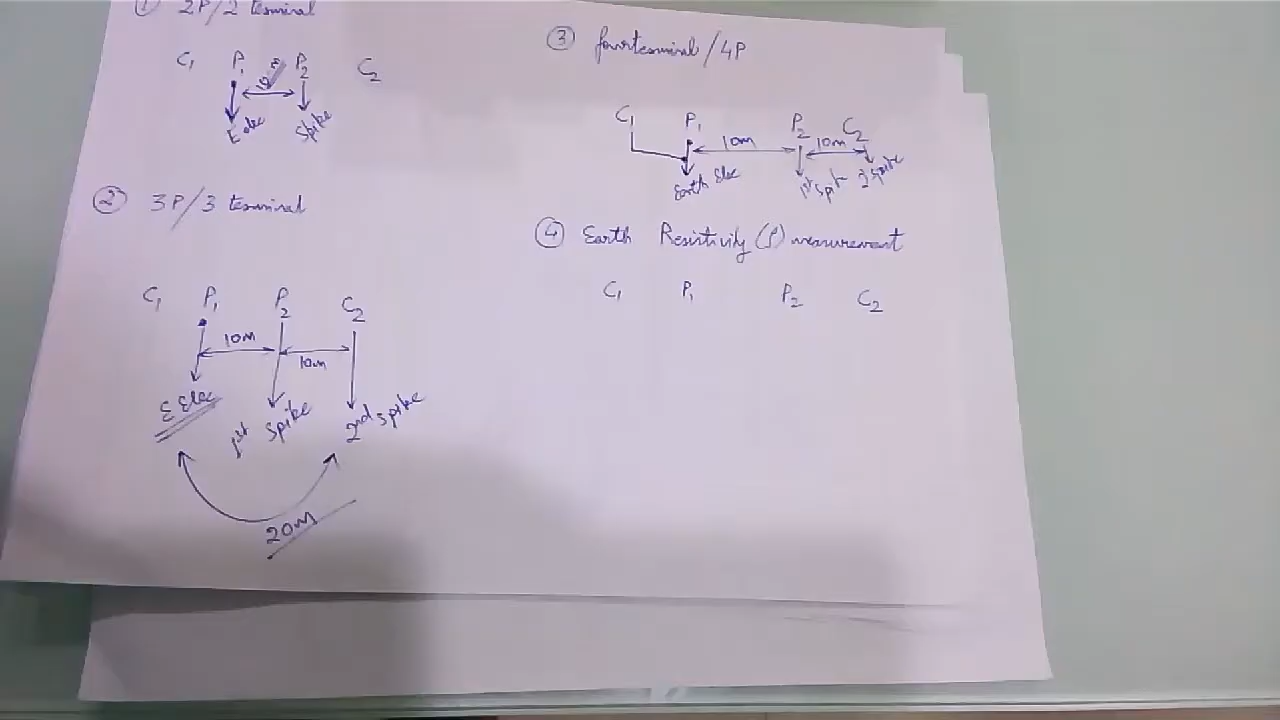 ① 2P/2 terminal
C1 P1 P2 C2
E elec Spike
② 3P/3 terminal
C1 P1 P2 C2
10m 10m
E Elec 1st Spike 2nd Spike
20m
③ fourterminal/4P
C1 P1 P2 C2
10m 10m
Earth Elec 1st Spik 2 Spike
④ Earth Resistivity (ρ) measurement
C1 P1 P2 C2